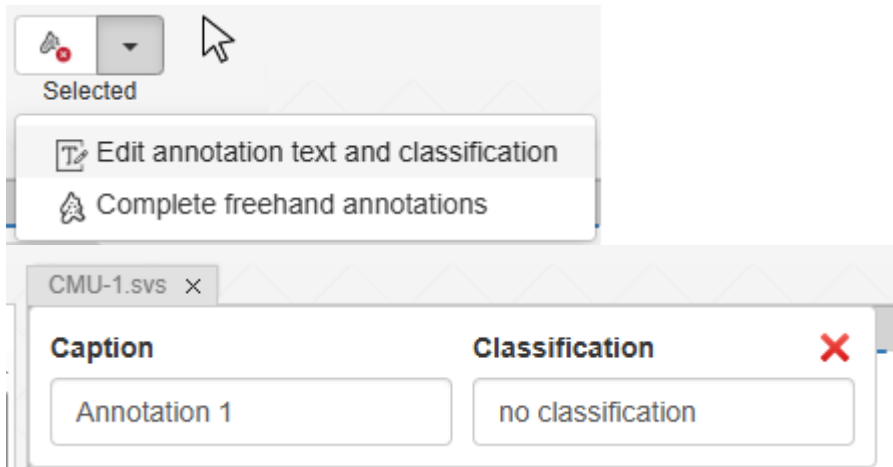 Selected
Edit annotation text and classification
Complete freehand annotations
CMU-1.svs
Caption Classification
Annotation 1 no classification